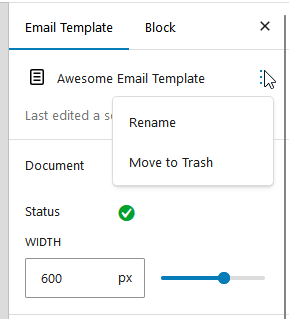 Email Template Block
Awesome Email Template
Last edited a
Rename
Move to Trash
Document
Status
WIDTH
600 px